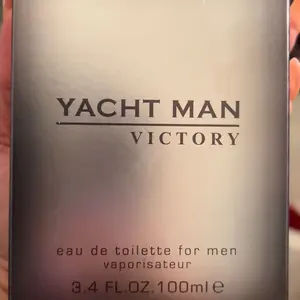 YACHT MAN
VICTORY
eau de toilette for men
vaporisateur
3.4 FL.OZ.100ml e